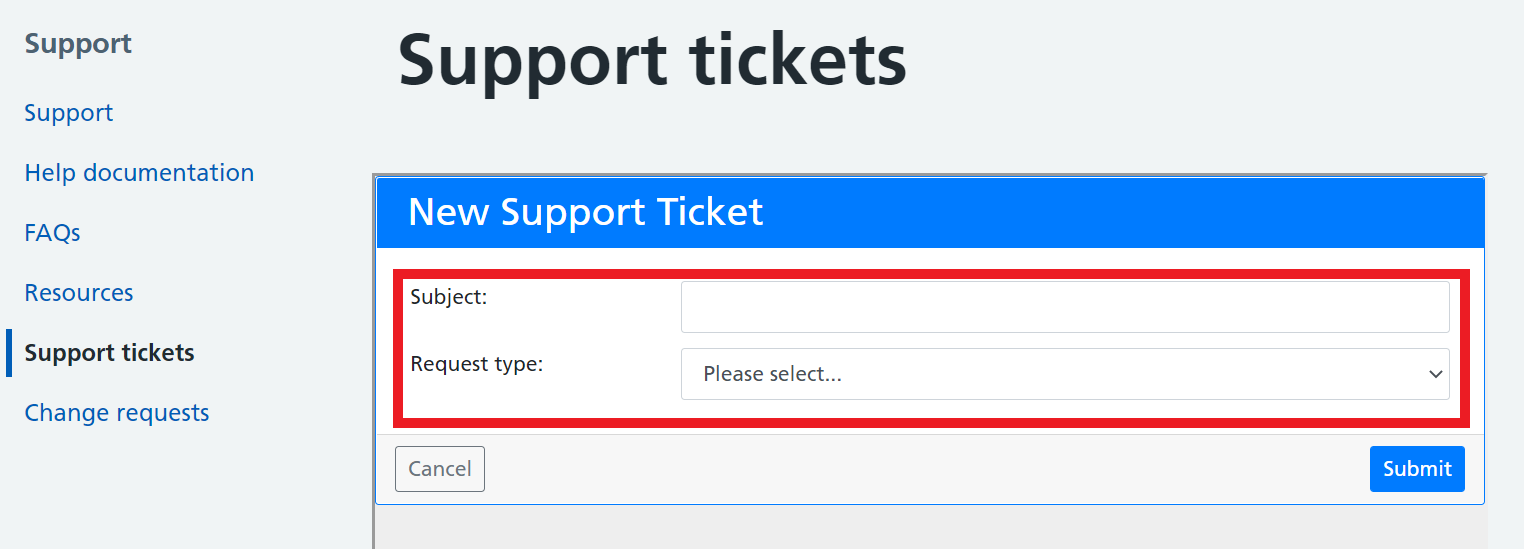 Support
Support
Help documentation
FAQs
Resources
Support tickets
Change requests
Support tickets
New Support Ticket
Subject:
Request type:
Please select...
Cancel
Submit